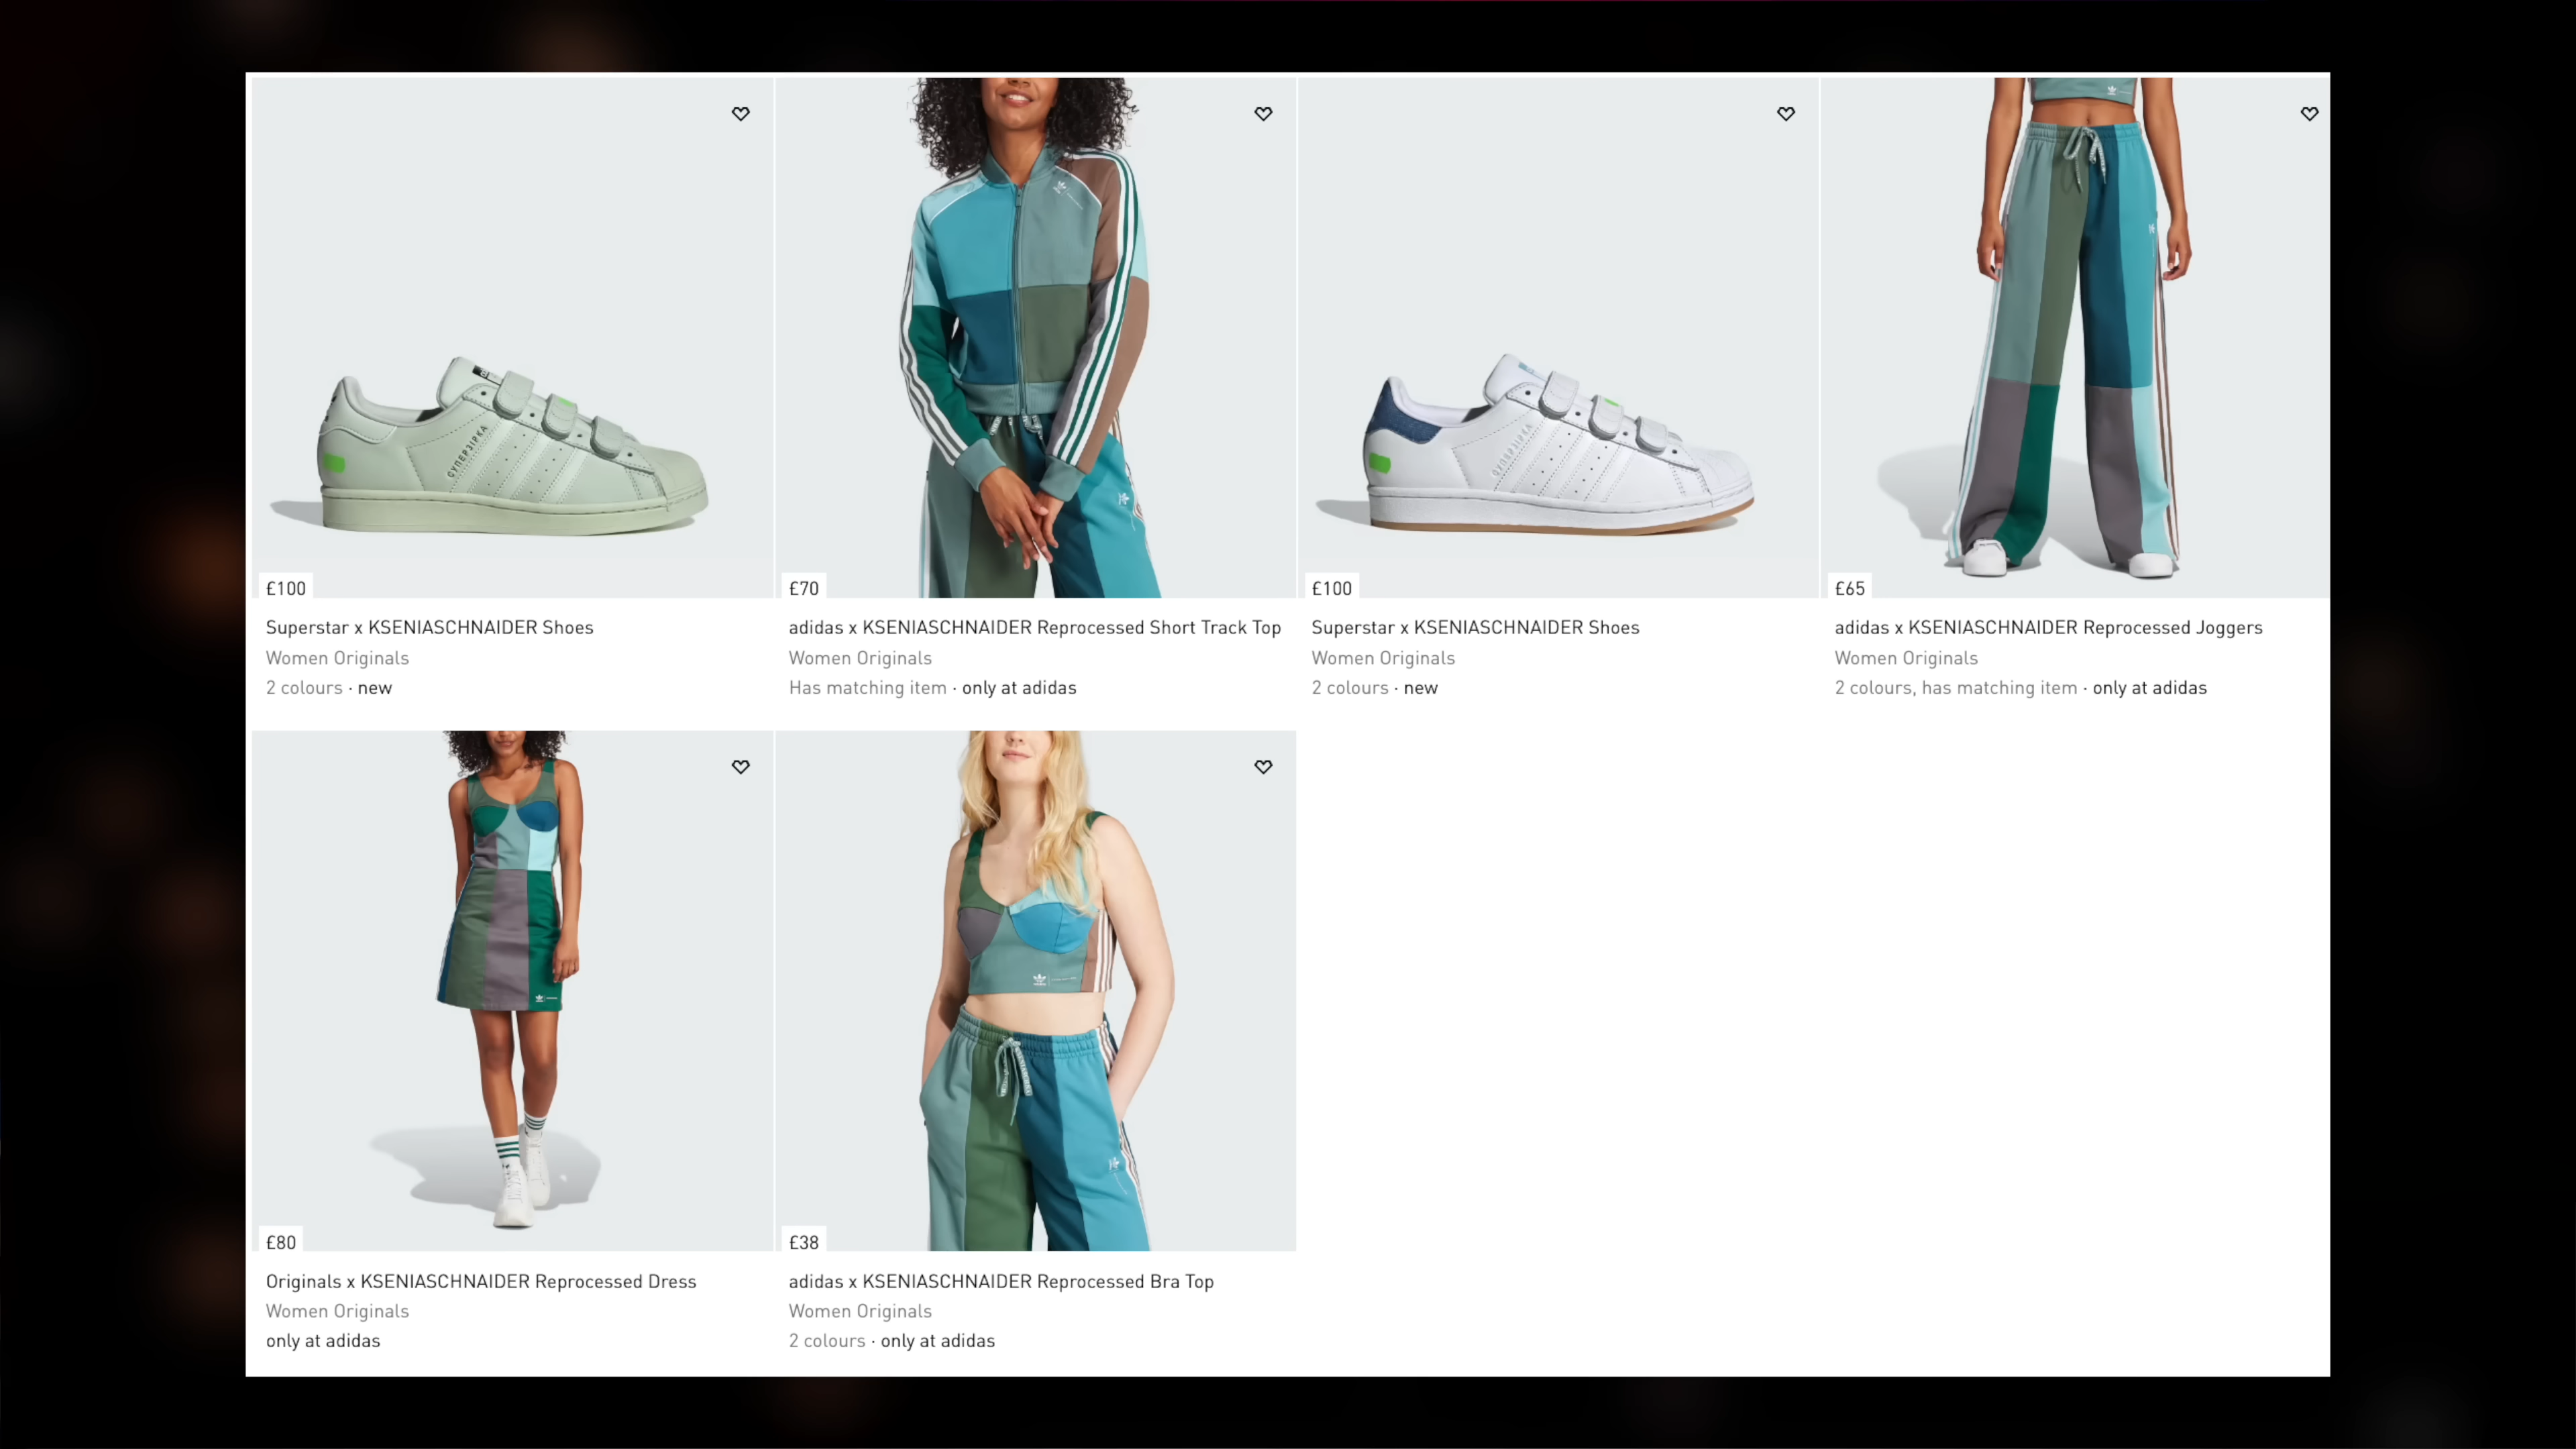 СУПЕРЗІРКА
£100
Superstar x KSENIASCHNAIDER Shoes
Women Originals
2 colours · new
£70
adidas x KSENIASCHNAIDER Reprocessed Short Track Top
Women Originals
Has matching item · only at adidas
СУПЕРЗІРКА
£100
Superstar x KSENIASCHNAIDER Shoes
Women Originals
2 colours · new
£65
adidas x KSENIASCHNAIDER Reprocessed Joggers
Women Originals
2 colours, has matching item · only at adidas
£80
Originals x KSENIASCHNAIDER Reprocessed Dress
Women Originals
only at adidas
£38
adidas x KSENIASCHNAIDER Reprocessed Bra Top
Women Originals
2 colours · only at adidas